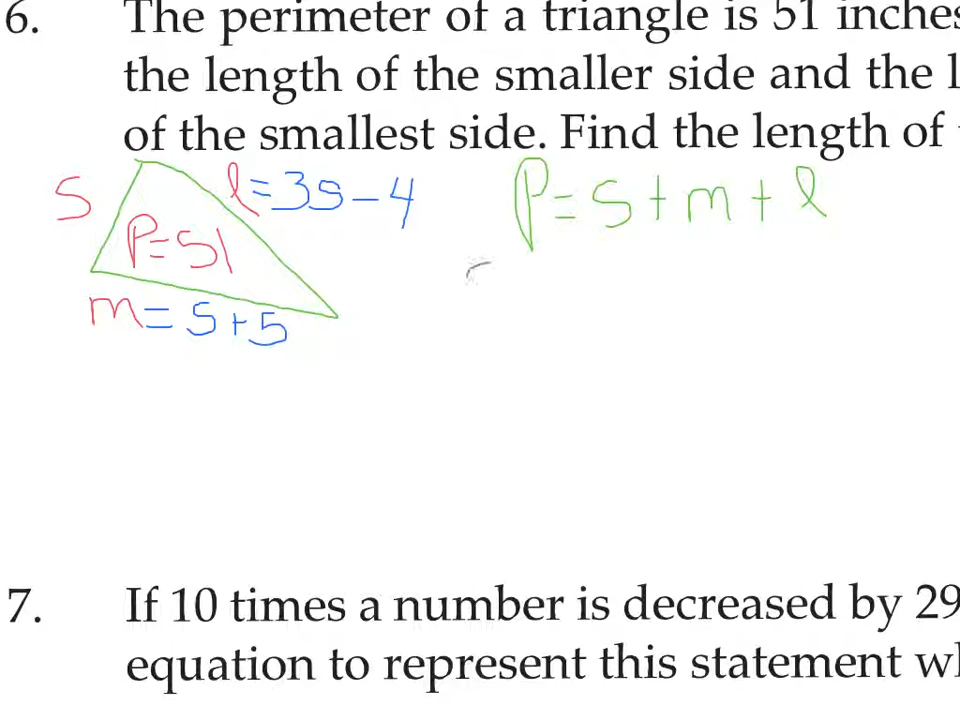 6. The perimeter of a triangle is 51 inches
the length of the smaller side and the l
of the smallest side. Find the length of
S l = 3s - 4 P = S + m + l
P = 51
m = S + 5
7. If 10 times a number is decreased by 29
equation to represent this statement wh